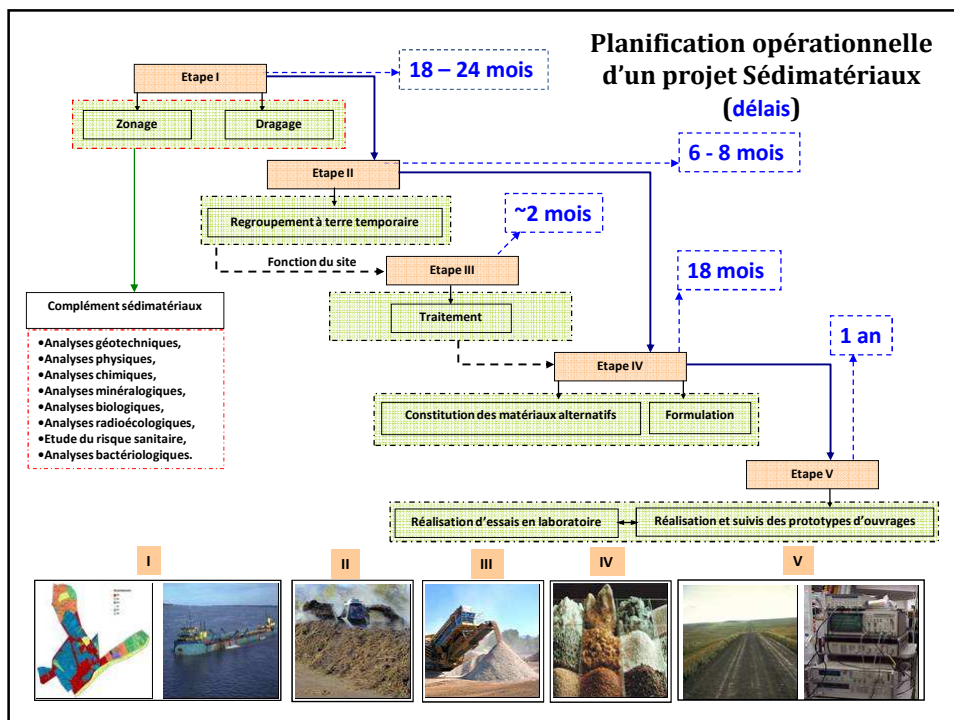 Planification opérationnelle
d'un projet Sédimatériaux
(délais)
Etape I
18 – 24 mois
Zonage
Dragage
6 - 8 mois
Etape II
Regroupement à terre temporaire
~2 mois
Fonction du site
Etape III
18 mois
Complément sédimatériaux
Traitement
•Analyses géotechniques,
•Analyses physiques,
•Analyses chimiques,
•Analyses minéralogiques,
•Analyses biologiques,
•Analyses radioécologiques,
•Etude du risque sanitaire,
•Analyses bactériologiques.
1 an
Etape IV
Constitution des matériaux alternatifs
Formulation
Etape V
Réalisation d'essais en laboratoire
Réalisation et suivis des prototypes d'ouvrages
I
II
III
IV
V